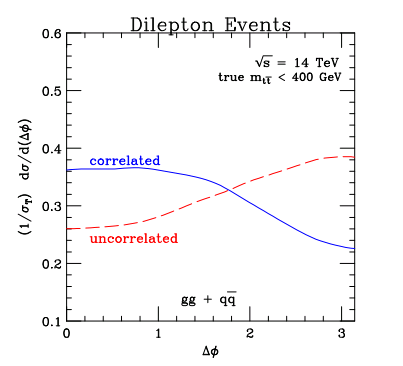 Dilepton Events
√s = 14 TeV
true m_tt̅ < 400 GeV
0.6
0.5
0.4
0.3
0.2
0.1
(1/σ_T) dσ/d(Δϕ)
correlated
uncorrelated
gg + qq̅
0 1 2 3
Δϕ